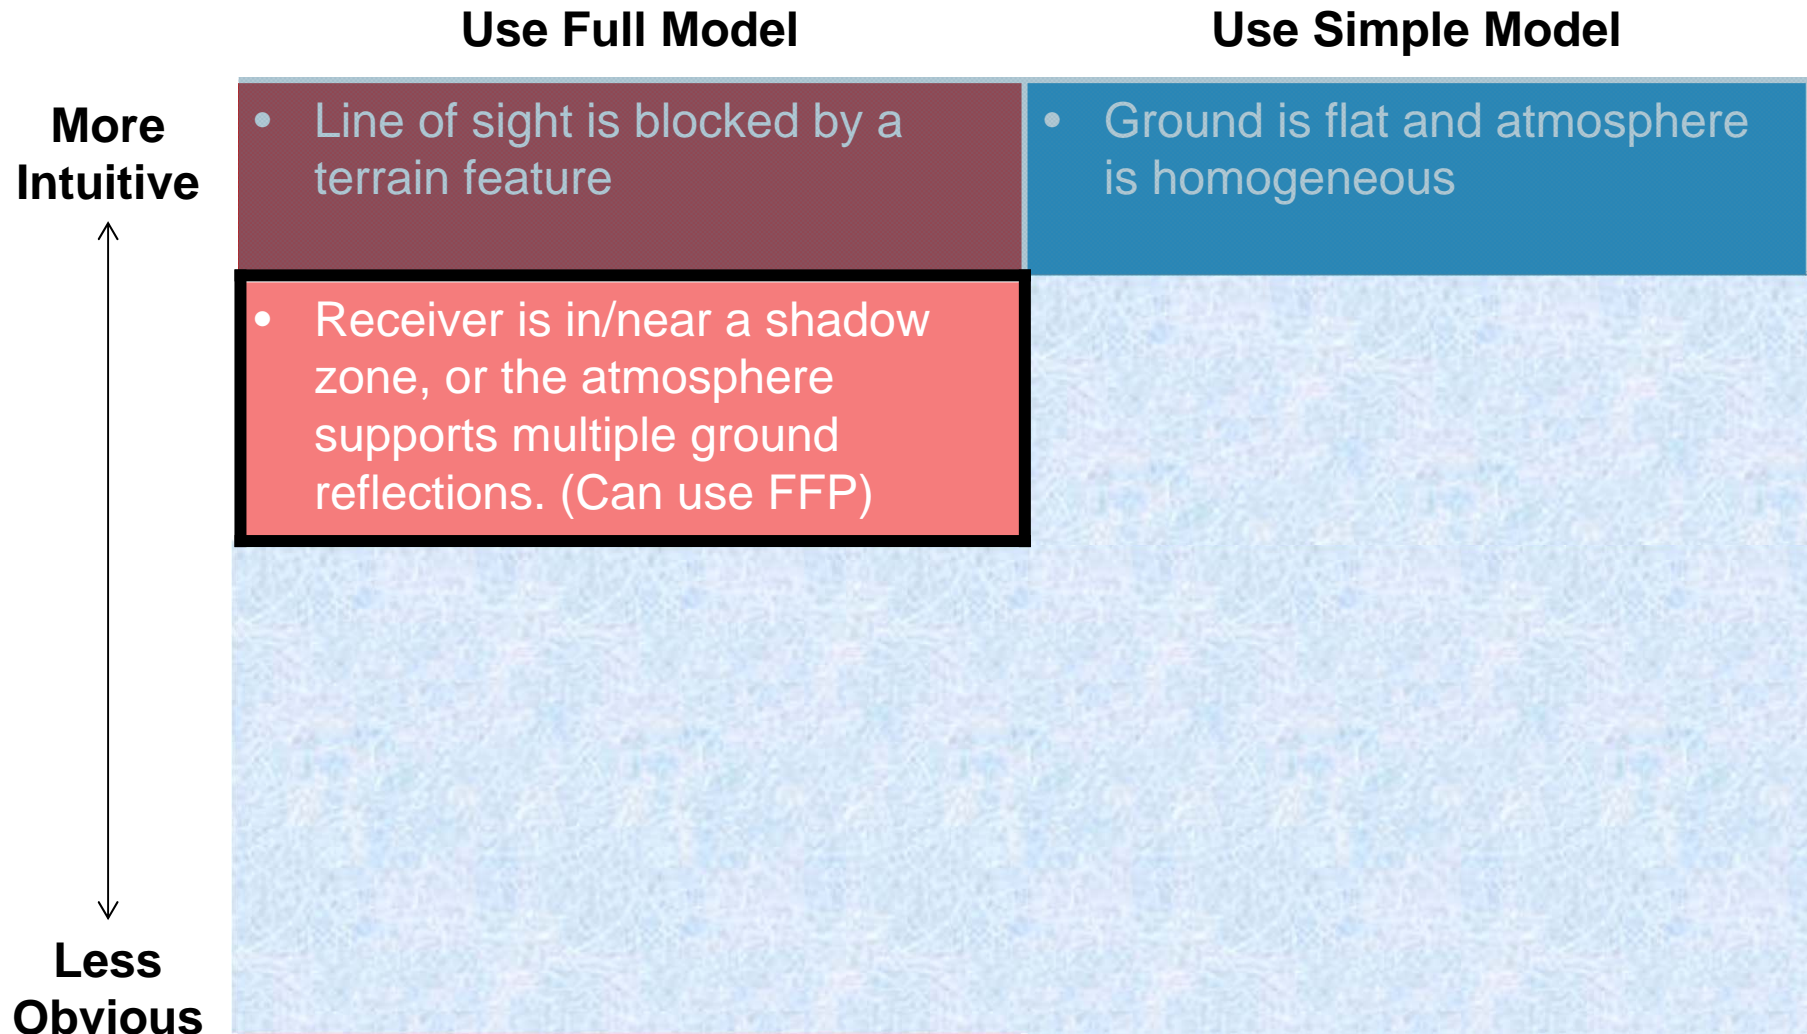 Use Full Model
Use Simple Model
More
Intuitive
• Line of sight is blocked by a
terrain feature
• Ground is flat and atmosphere
is homogeneous
• Receiver is in/near a shadow
zone, or the atmosphere
supports multiple ground
reflections. (Can use FFP)
Less
Obvious